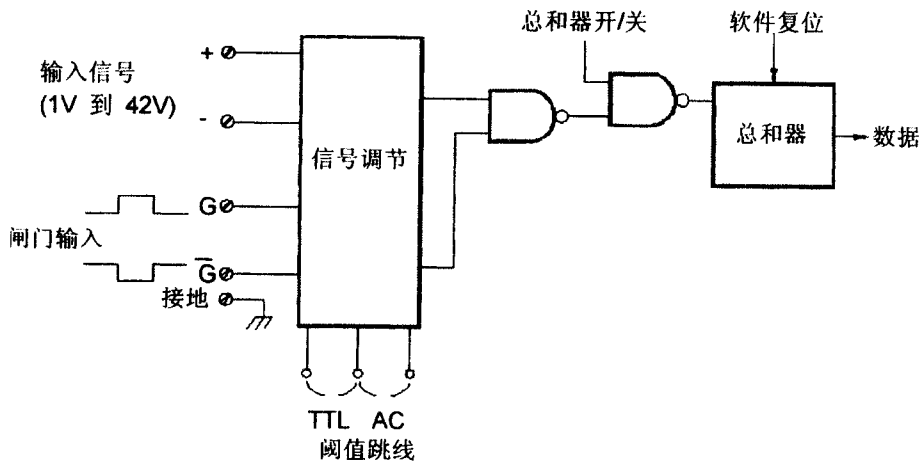 总和器开/关
软件复位
输入信号
(1V 到 42V)
+
-
信号调节
总和器
数据
G
闸门输入
G̅
接地
TTL AC
阈值跳线